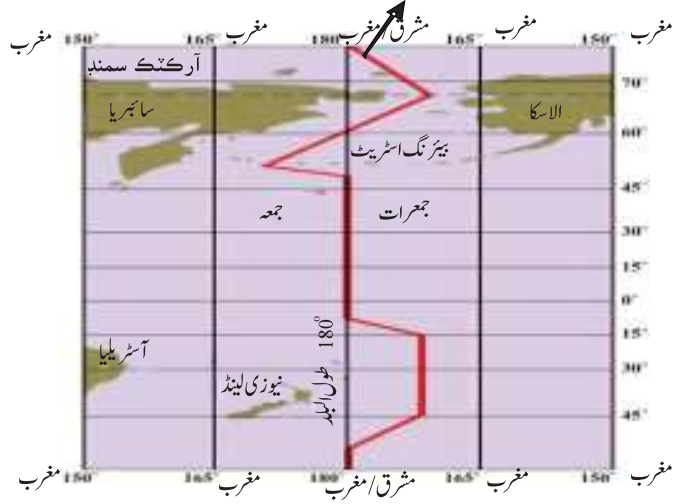 مغرب 150° 165° مغرب 180° مشرق/مغرب 165° مغرب 150° مغرب
آرکٹک سمندر
70°
سائبریا
الاسکا
60°
بیئرنگ اسٹریٹ
45°
جمعہ
جمعرات
30°
15°
0°
180°
15°
آسٹریلیا
30°
نیوزی لینڈ
طول البلد
45°
مغرب 150 165 مغرب 180 مشرق/مغرب 165 مغرب 150 مغرب